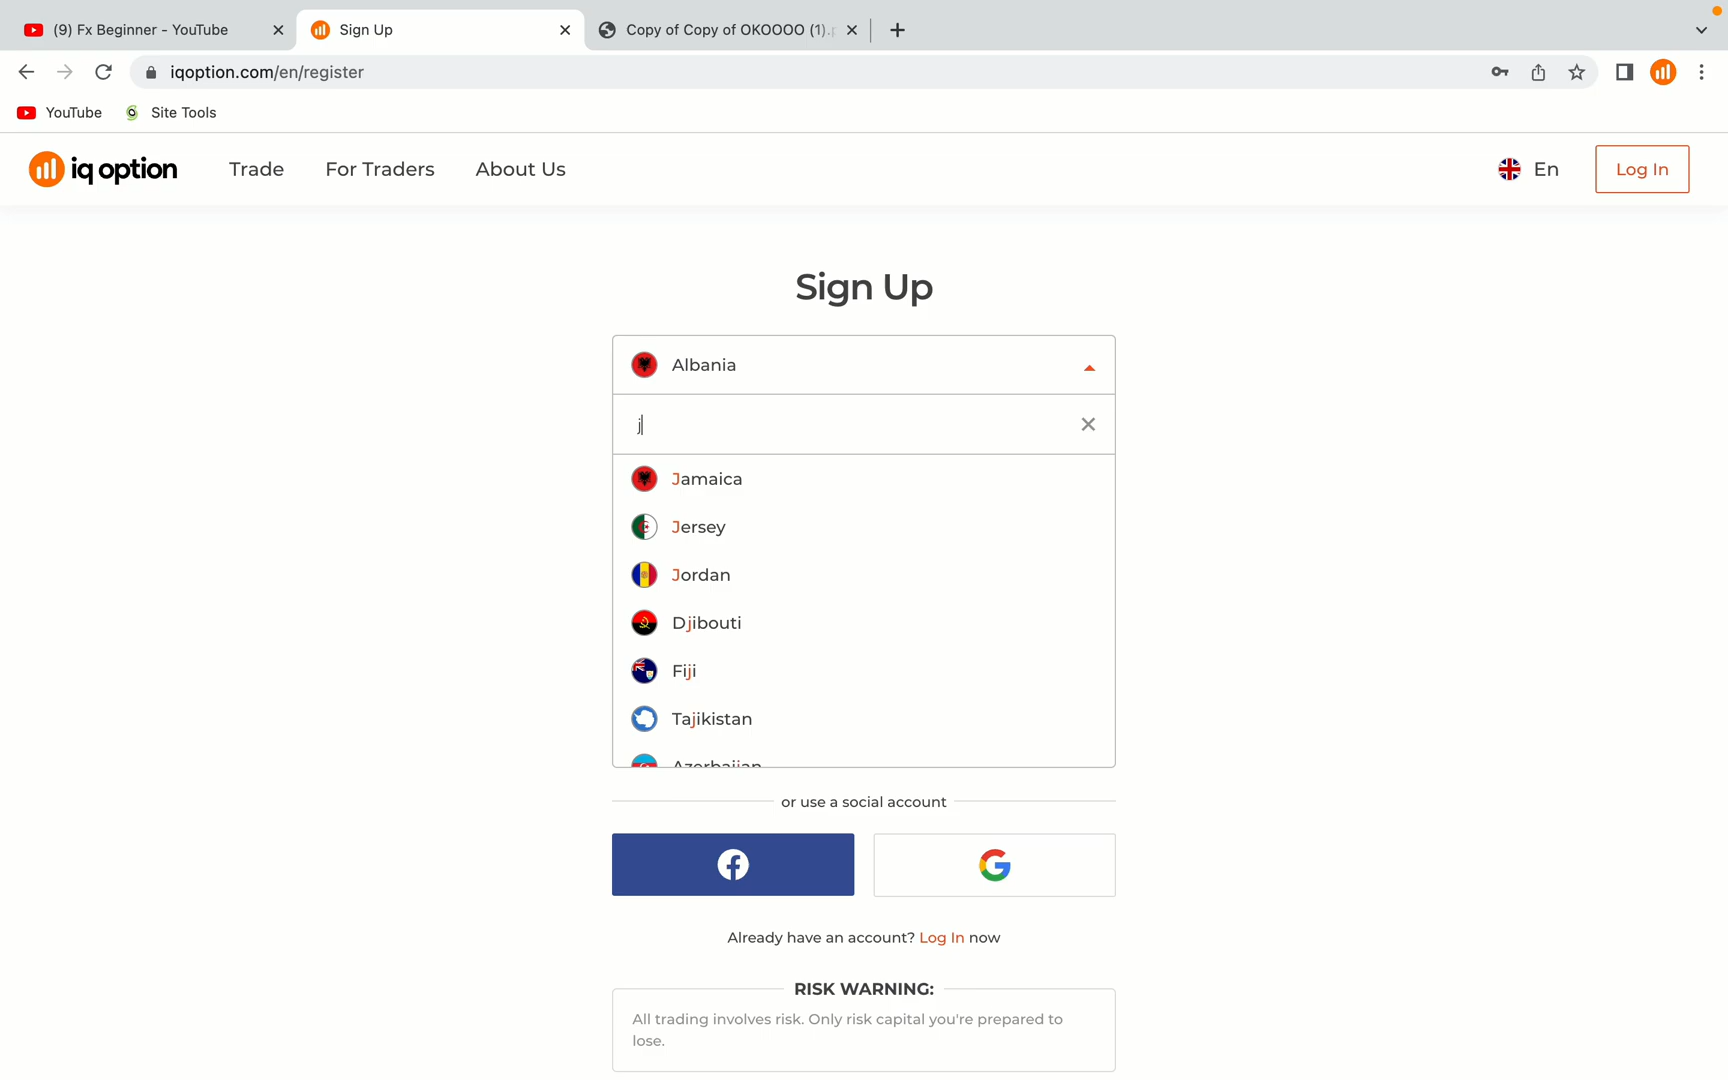 (9) Fx Beginner - YouTube
Sign Up
Copy of Copy of OKOOOO (1).p
iqoption.com/en/register
YouTube
Site Tools
iq option
Trade
For Traders
About Us
En
Log In
Sign Up
Albania
j
Jamaica
Jersey
Jordan
Djibouti
Fiji
Tajikistan
Azerbaijan
or use a social account
Already have an account? Log In now
RISK WARNING:
All trading involves risk. Only risk capital you're prepared to
lose.